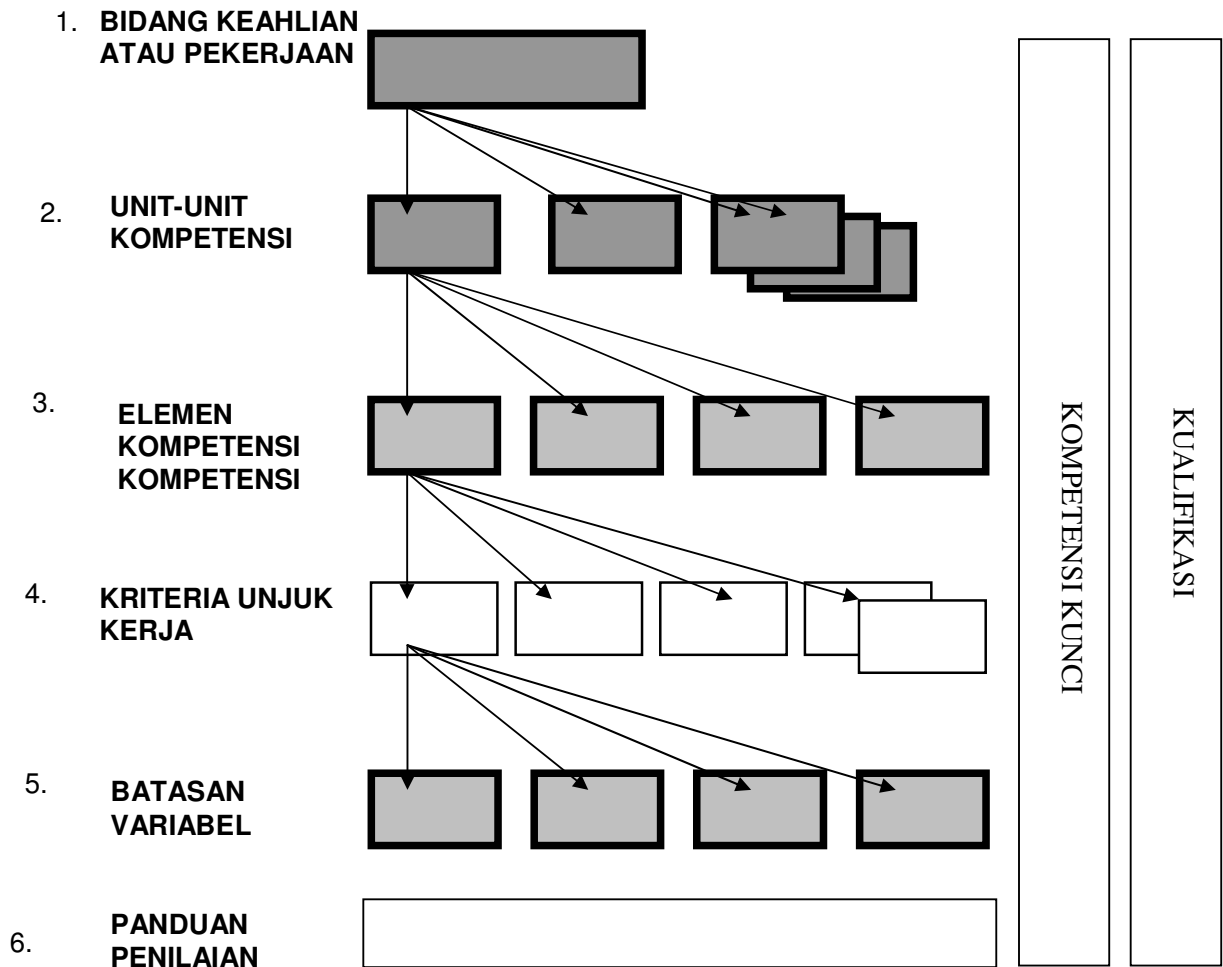 1. BIDANG KEAHLIAN
ATAU PEKERJAAN
2. UNIT-UNIT
KOMPETENSI
3. ELEMEN
KOMPETENSI
KOMPETENSI
4. KRITERIA UNJUK
KERJA
5. BATASAN
VARIABEL
6. PANDUAN
PENILAIAN
KOMPETENSI KUNCI
KUALIFIKASI